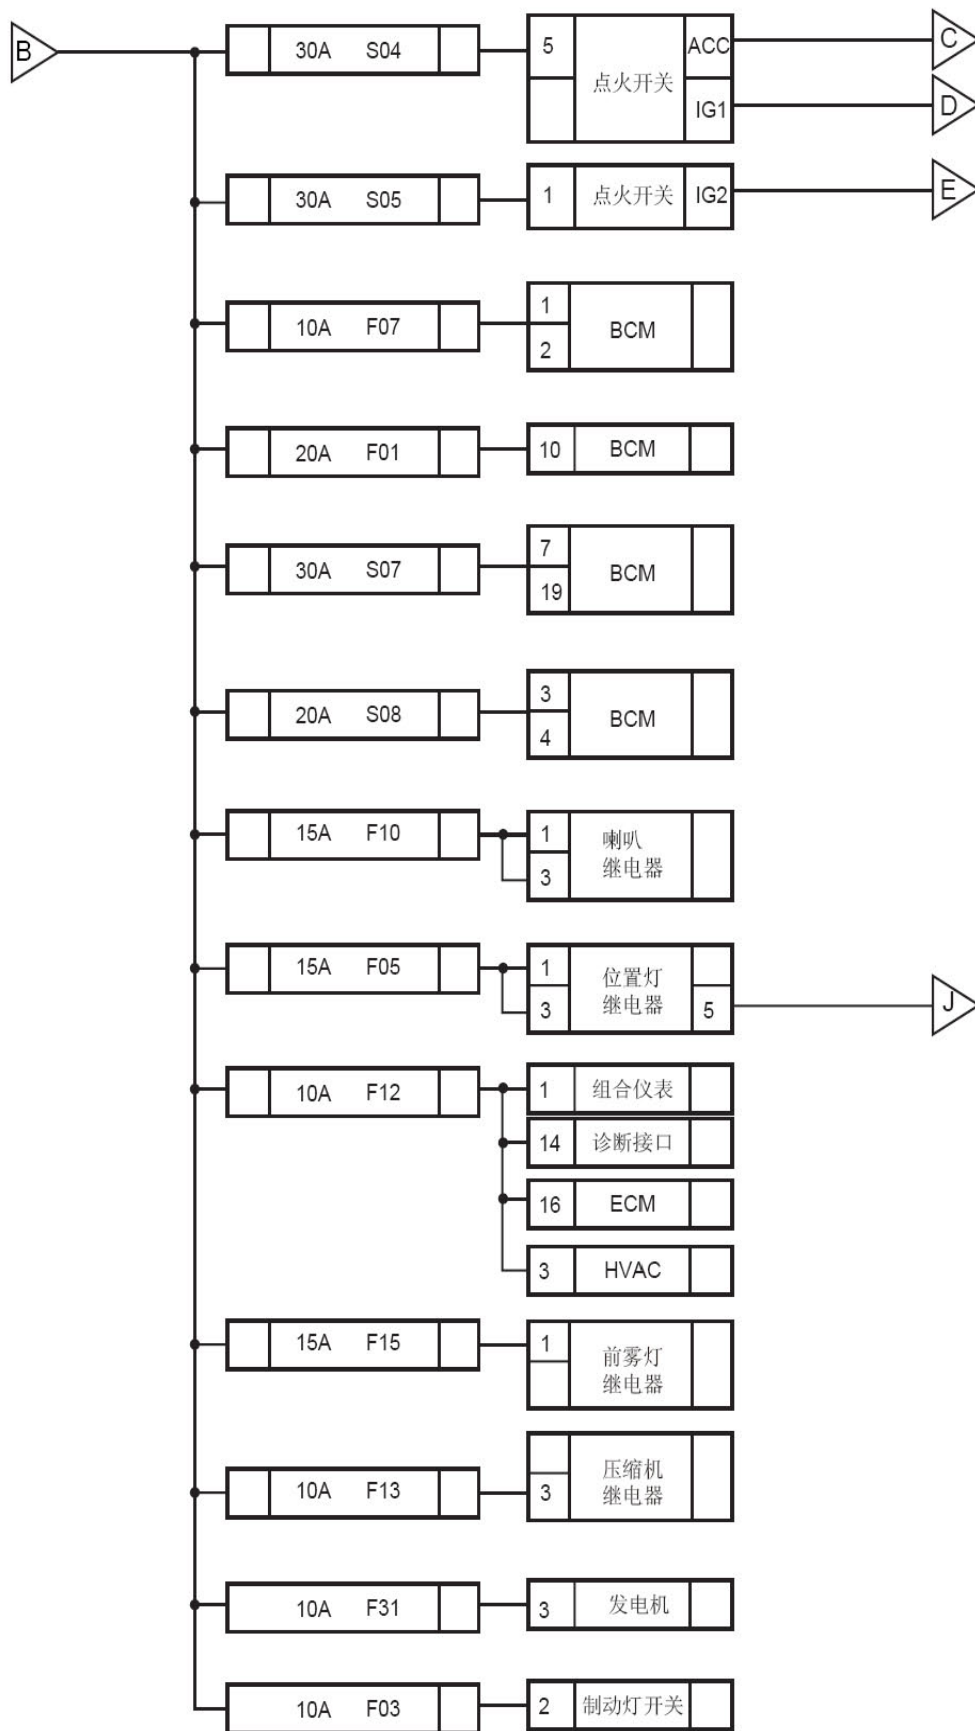 B
30A S04
5
点火开关
ACC
IG1
C
D
30A S05
1
点火开关
IG2
E
10A F07
1
2
BCM
20A F01
10
BCM
30A S07
7
19
BCM
20A S08
3
4
BCM
15A F10
1
3
喇叭
继电器
15A F05
1
3
位置灯
继电器
5
J
10A F12
1
组合仪表
14
诊断接口
16
ECM
3
HVAC
15A F15
1
前雾灯
继电器
10A F13
3
压缩机
继电器
10A F31
3
发电机
10A F03
2
制动灯开关